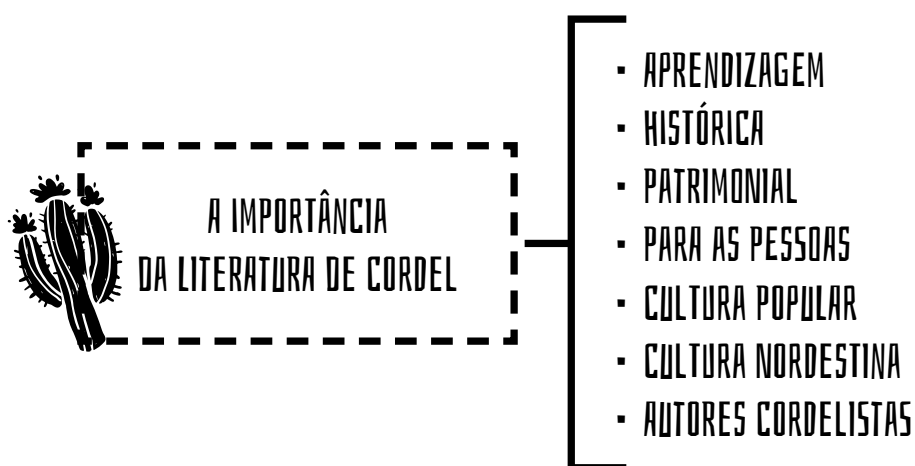 A IMPORTÂNCIA
DA LITERATURA DE CORDEL
· APRENDIZAGEM
· HISTÓRICA
· PATRIMONIAL
· PARA AS PESSOAS
· CULTURA POPULAR
· CULTURA NORDESTINA
· AUTORES CORDELISTAS